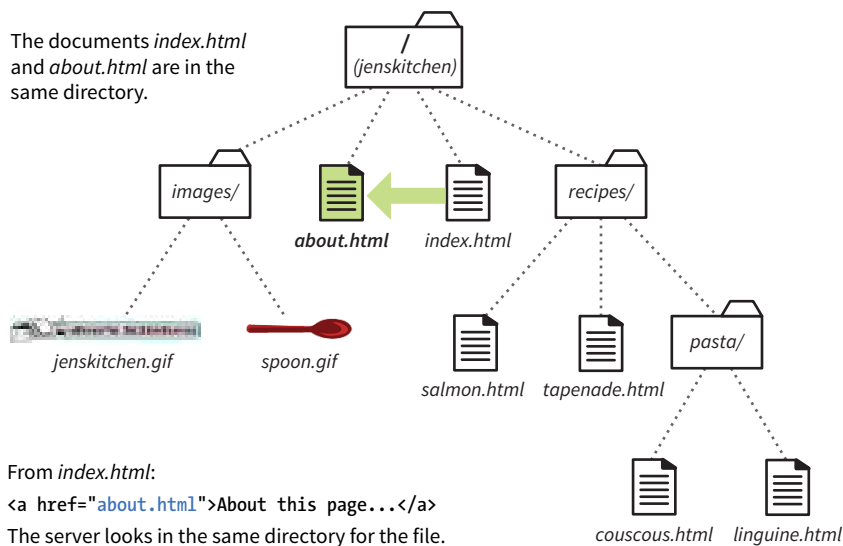 The documents index.html
and about.html are in the
same directory.
/
(jenskitchen)
images/
recipes/
about.html
index.html
jenskitchen.gif
spoon.gif
pasta/
salmon.html
tapenade.html
From index.html:
<a href="about.html">About this page...</a>
The server looks in the same directory for the file.
couscous.html
linguine.html